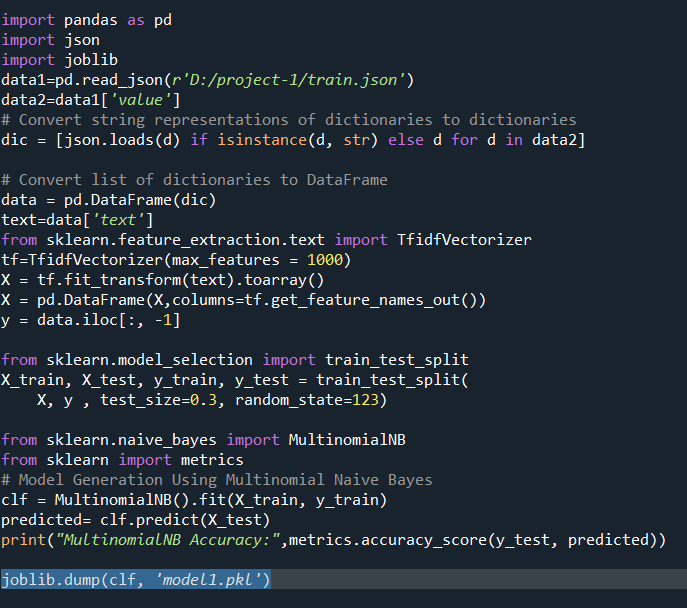 import pandas as pd
import json
import joblib
data1=pd.read_json(r'D:/project-1/train.json')
data2=data1['value']
# Convert string representations of dictionaries to dictionaries
dic = [json.loads(d) if isinstance(d, str) else d for d in data2]
# Convert list of dictionaries to DataFrame
data = pd.DataFrame(dic)
text=data['text']
from sklearn.feature_extraction.text import TfidfVectorizer
tf=TfidfVectorizer(max_features = 1000)
X = tf.fit_transform(text).toarray()
X = pd.DataFrame(X,columns=tf.get_feature_names_out())
y = data.iloc[:, -1]
from sklearn.model_selection import train_test_split
X_train, X_test, y_train, y_test = train_test_split(
    X, y , test_size=0.3, random_state=123)
from sklearn.naive_bayes import MultinomialNB
from sklearn import metrics
# Model Generation Using Multinomial Naive Bayes
clf = MultinomialNB().fit(X_train, y_train)
predicted= clf.predict(X_test)
print("MultinomialNB Accuracy:",metrics.accuracy_score(y_test, predicted))
joblib.dump(clf, 'model1.pkl')